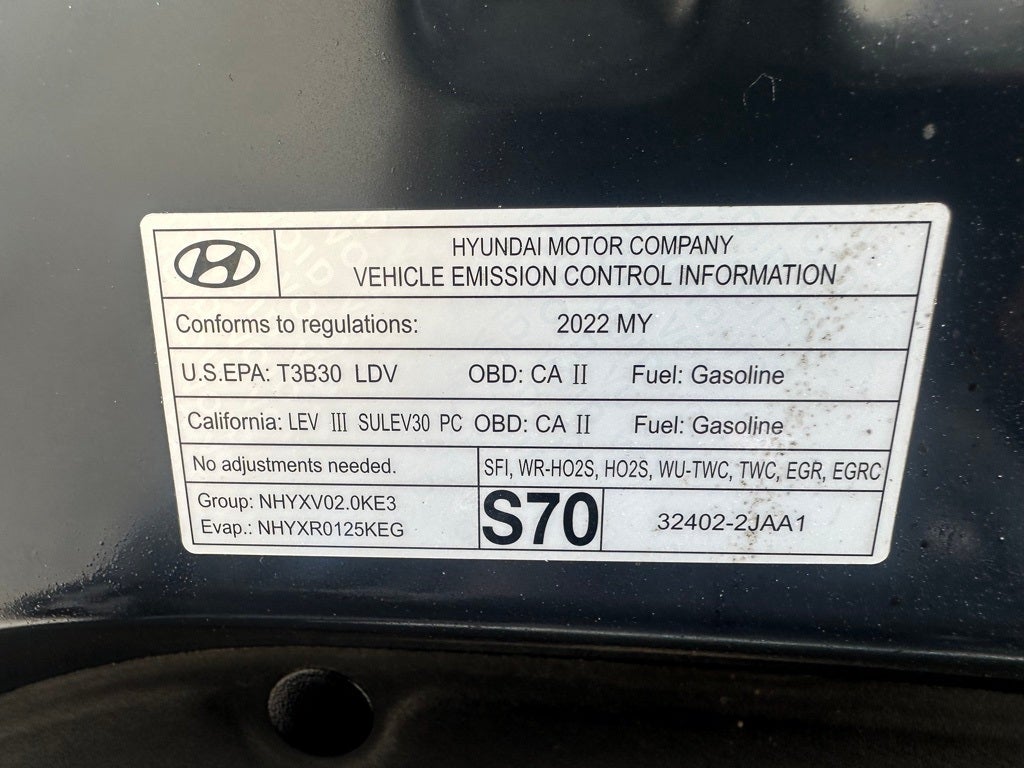 HYUNDAI MOTOR COMPANY
VEHICLE EMISSION CONTROL INFORMATION
Conforms to regulations: 2022 MY
U.S.EPA: T3B30 LDV OBD: CA II Fuel: Gasoline
California: LEV III SULEV30 PC OBD: CA II Fuel: Gasoline
No adjustments needed. SFI, WR-HO2S, HO2S, WU-TWC, TWC, EGR, EGRC
Group: NHYXV02.0KE3
Evap.: NHYXR0125KEG
S70
32402-2JAA1